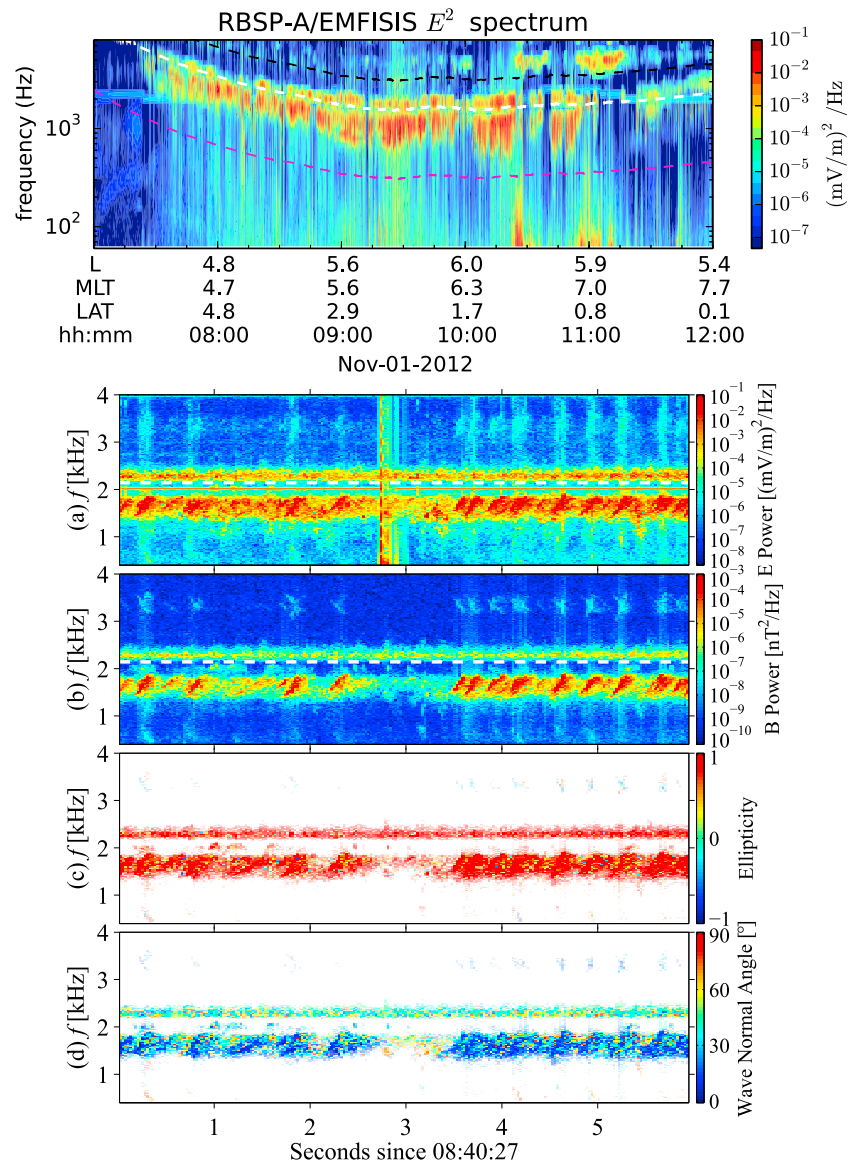 RBSP-A/EMFISIS E² spectrum
frequency (Hz)
10³
10²
10⁻¹
10⁻²
10⁻³
10⁻⁴
10⁻⁵
10⁻⁶
10⁻⁷
(mV/m)² /Hz
L 4.8 5.6 6.0 5.9 5.4
MLT 4.7 5.6 6.3 7.0 7.7
LAT 4.8 2.9 1.7 0.8 0.1
hh:mm 08:00 09:00 10:00 11:00 12:00
Nov-01-2012
(a) f [kHz]
4
3
2
1
10⁻¹
10⁻²
10⁻³
10⁻⁴
10⁻⁵
10⁻⁶
10⁻⁷
10⁻⁸
E Power [(mV/m)²/Hz]
(b) f [kHz]
4
3
2
1
10⁻³
10⁻⁴
10⁻⁵
10⁻⁶
10⁻⁷
10⁻⁸
10⁻⁹
10⁻¹⁰
B Power [nT²/Hz]
(c) f [kHz]
4
3
2
1
1
0
−1
Ellipticity
(d) f [kHz]
4
3
2
1
90
60
30
0
Wave Normal Angle [°]
1 2 3 4 5
Seconds since 08:40:27